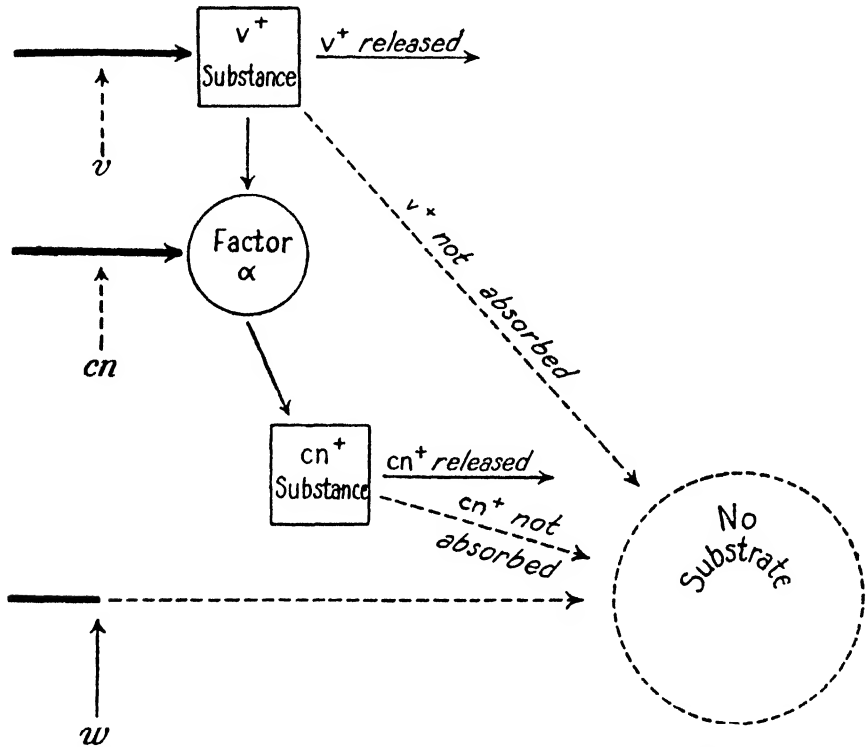 v+
Substance
v+ released
v
v+ not absorbed
Factor
α
cn
cn+
Substance
cn+ released
cn+ not
absorbed
No
Substrate
w